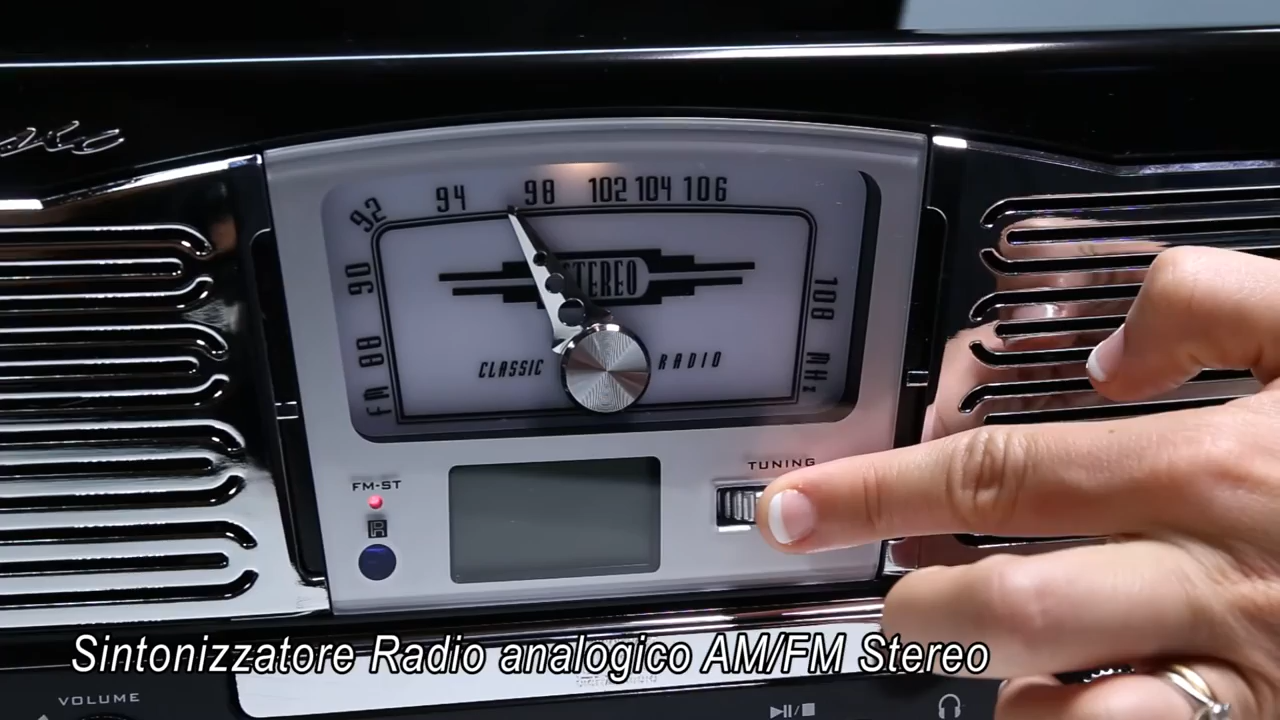 92 94 98 102 104 106
90
88
FM
108
MHz
STEREO
CLASSIC RADIO
TUNING
FM-ST
Sintonizzatore Radio analogico AM/FM Stereo
VOLUME